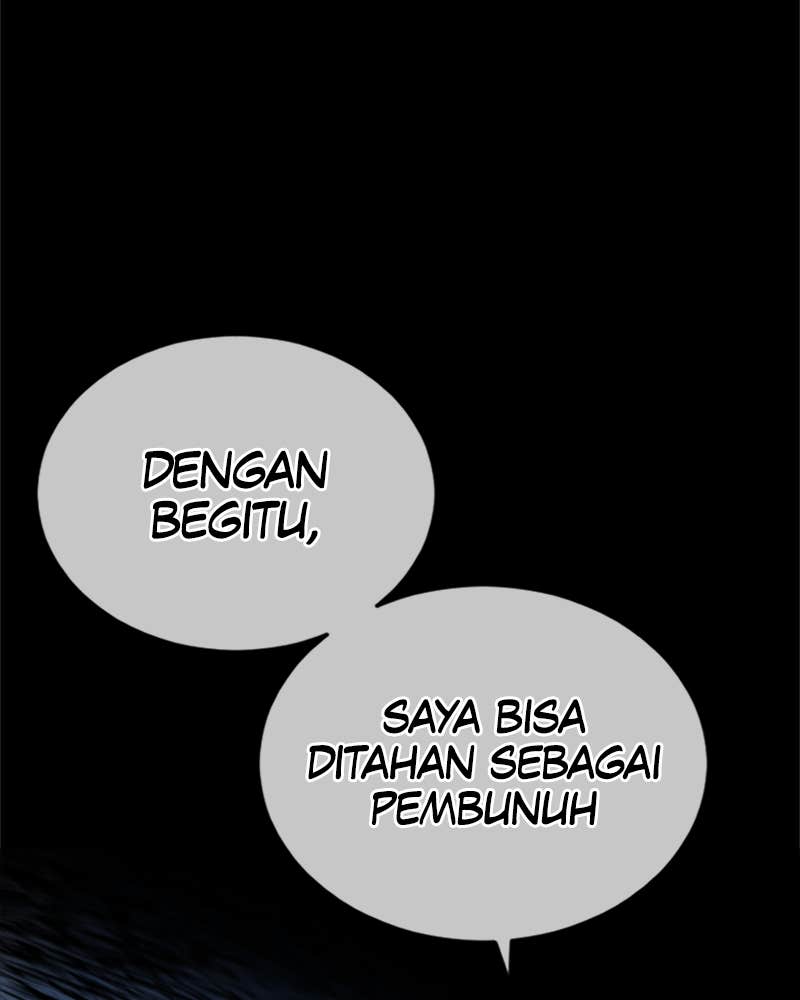 DENGAN
BEGITU,
SAYA BISA
DITAHAN SEBAGAI
PEMBUNUH